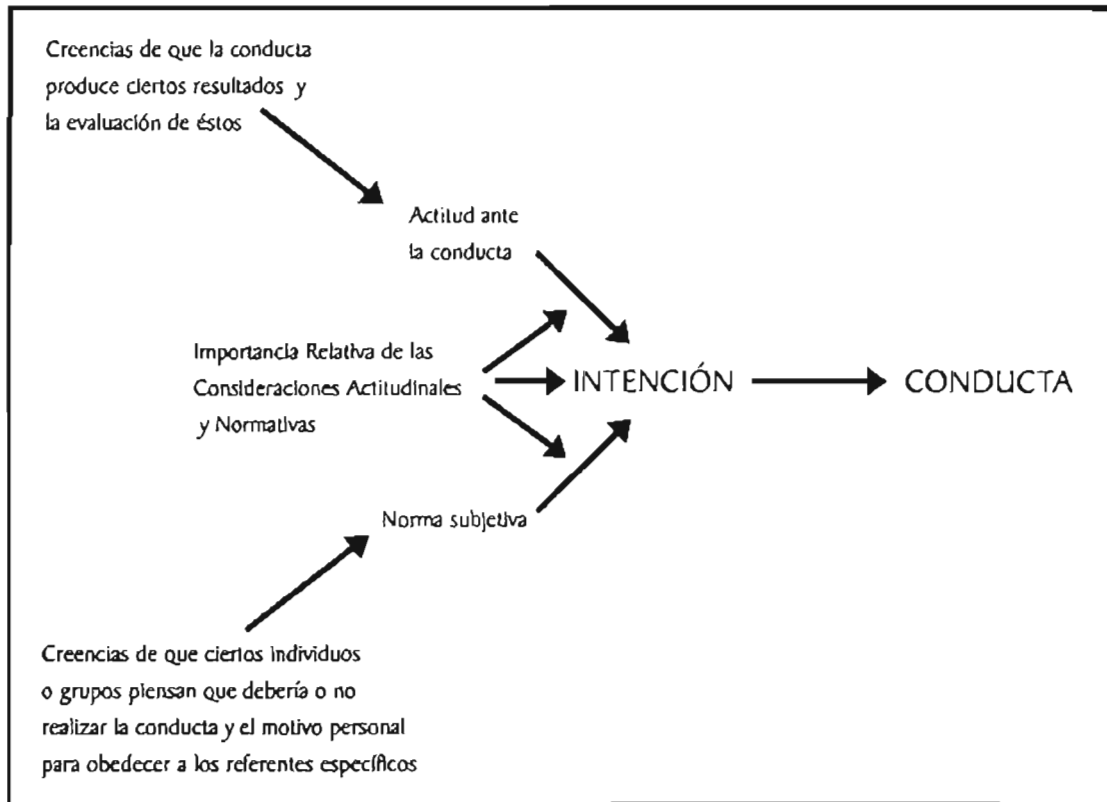 Creencias de que la conducta
produce ciertos resultados y
la evaluación de éstos
Actitud ante
la conducta
Importancia Relativa de las
Consideraciones Actitudinales
y Normativas
INTENCIÓN
CONDUCTA
Norma subjetiva
Creencias de que ciertos individuos
o grupos piensan que debería o no
realizar la conducta y el motivo personal
para obedecer a los referentes específicos